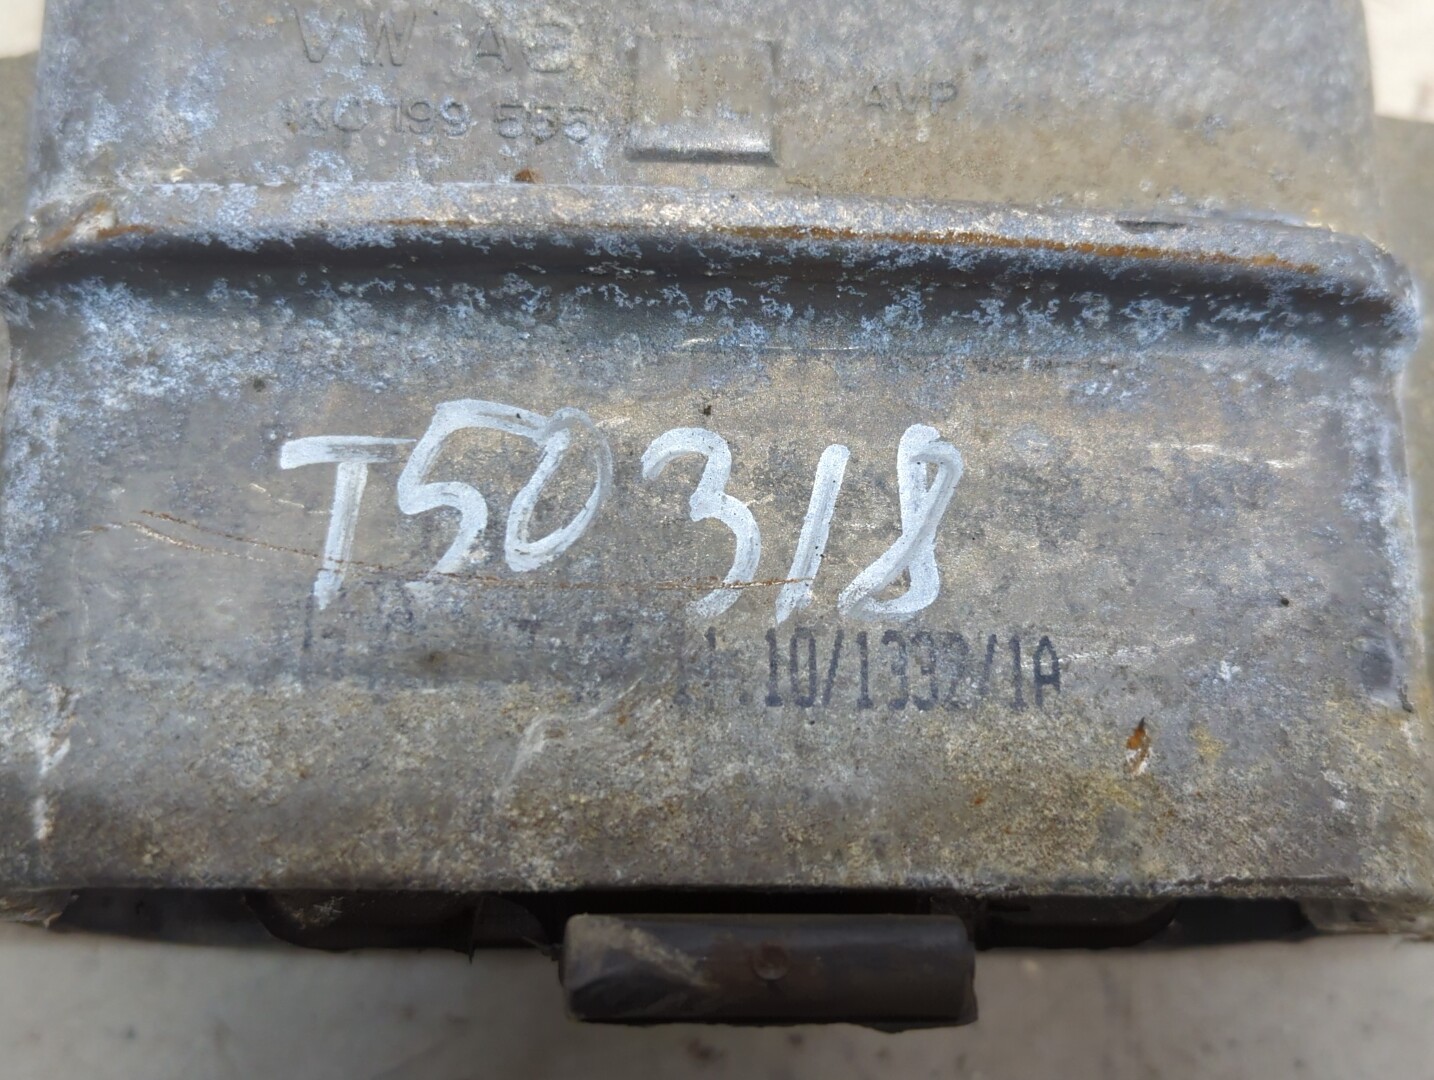 VW AG
1K0 199 555 AVP
T50318
.10/1332/1A